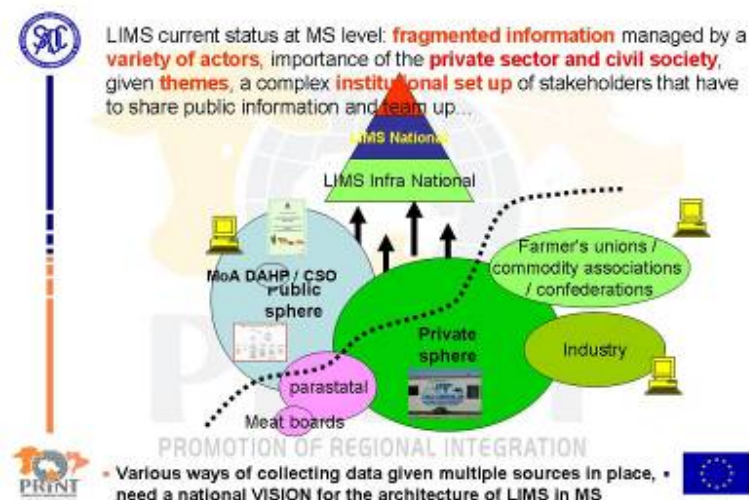 LIMS current status at MS level: fragmented information managed by a
variety of actors, importance of the private sector and civil society,
given themes, a complex institutional set up of stakeholders that have
to share public information and team up...
LIMS National
LIMS Infra National
MoA DAHP / CSO
Public
sphere
Farmer's unions /
commodity associations
/ confederations
Private
sphere
Industry
parastatal
Meat boards
PROMOTION OF REGIONAL INTEGRATION
PRINT
- Various ways of collecting data given multiple sources in place, -
need a national VISION for the architecture of LIMS in MS